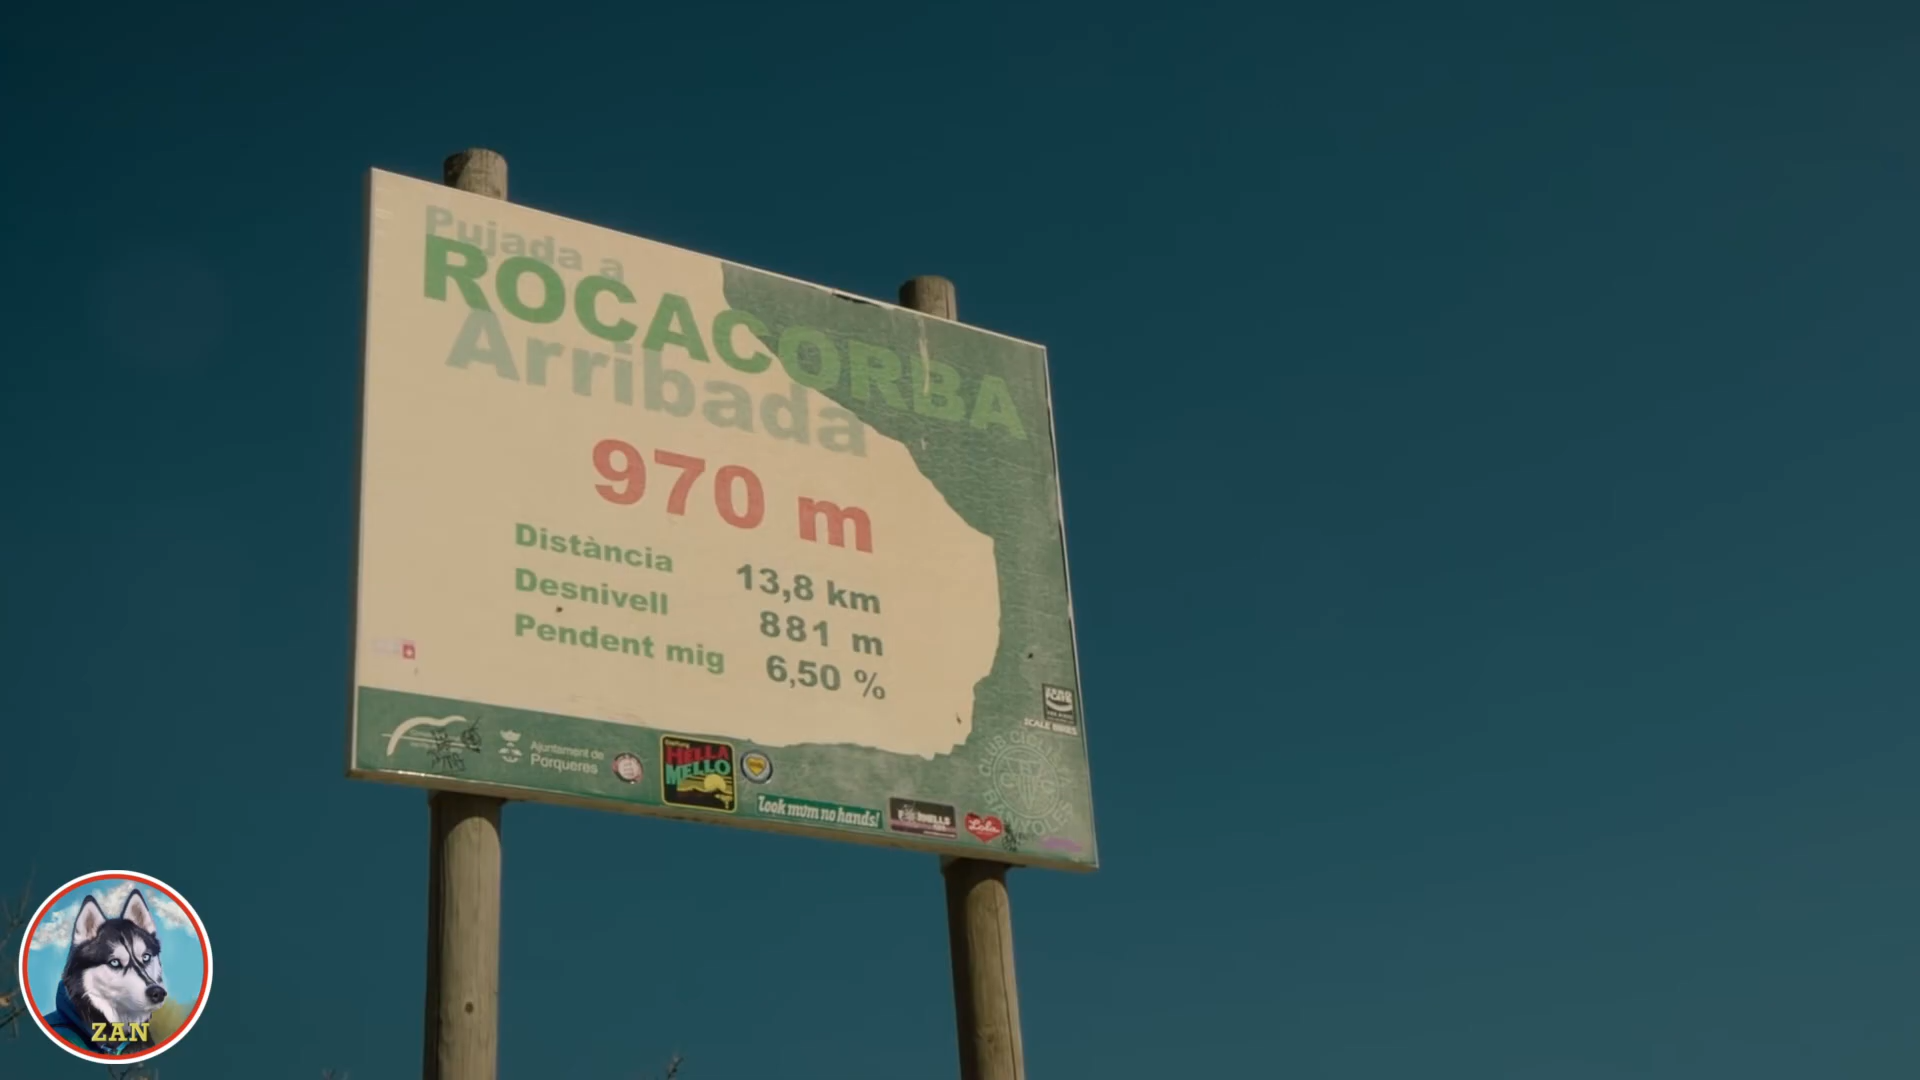 Pujada a
ROCACORBA
Arribada
970 m
Distància 13,8 km
Desnivell 881 m
Pendent mig 6,50 %
Ajuntament de
Porqueres
HELLA
MELLO
look mum no hands!
Lola
CLUB CICLISTA
BANYOLES
ZAN